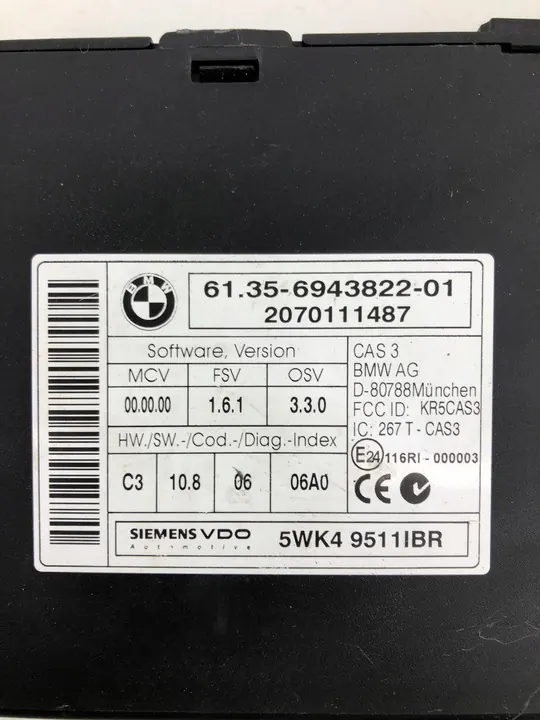 BMW
61.35-6943822-01
2070111487
Software, Version
MCV FSV OSV
00.00.00 1.6.1 3.3.0
HW./SW.-/Cod.-/Diag.-Index
C3 10.8 06 06A0
CAS 3
BMW AG
D-80788München
FCC ID: KR5CAS3
IC: 267 T - CAS3
E24 116RI - 000003
CE
SIEMENS VDO
Automotive
5WK4 9511IBR